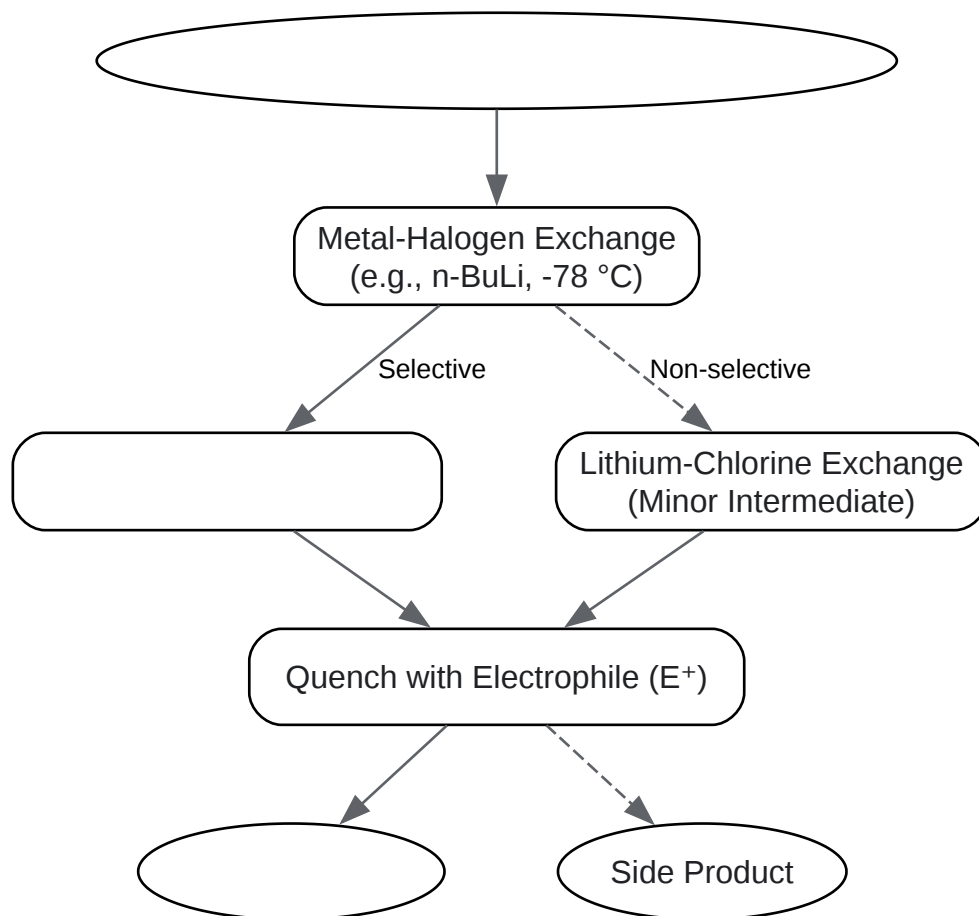 Metal-Halogen Exchange
(e.g., n-BuLi, -78 °C)
Selective
Non-selective
Lithium-Chlorine Exchange
(Minor Intermediate)
Quench with Electrophile (E⁺)
Side Product